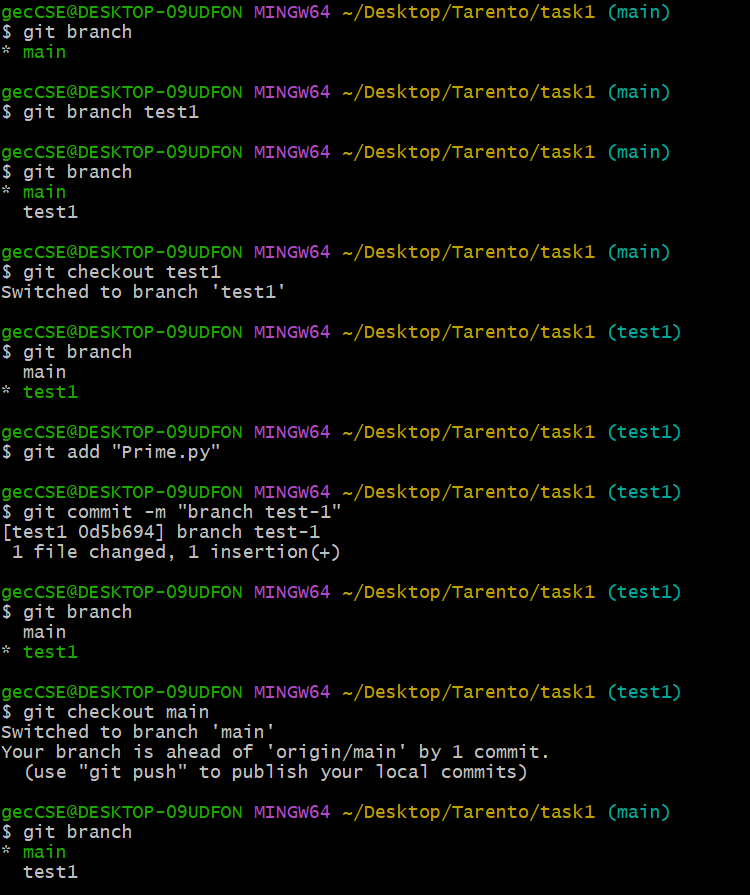 gecCSE@DESKTOP-09UDFON MINGW64 ~/Desktop/Tarento/task1 (main)
$ git branch
* main
gecCSE@DESKTOP-09UDFON MINGW64 ~/Desktop/Tarento/task1 (main)
$ git branch test1
gecCSE@DESKTOP-09UDFON MINGW64 ~/Desktop/Tarento/task1 (main)
$ git branch
* main
  test1
gecCSE@DESKTOP-09UDFON MINGW64 ~/Desktop/Tarento/task1 (main)
$ git checkout test1
Switched to branch 'test1'
gecCSE@DESKTOP-09UDFON MINGW64 ~/Desktop/Tarento/task1 (test1)
$ git branch
  main
* test1
gecCSE@DESKTOP-09UDFON MINGW64 ~/Desktop/Tarento/task1 (test1)
$ git add "Prime.py"
gecCSE@DESKTOP-09UDFON MINGW64 ~/Desktop/Tarento/task1 (test1)
$ git commit -m "branch test-1"
[test1 0d5b694] branch test-1
 1 file changed, 1 insertion(+)
gecCSE@DESKTOP-09UDFON MINGW64 ~/Desktop/Tarento/task1 (test1)
$ git branch
  main
* test1
gecCSE@DESKTOP-09UDFON MINGW64 ~/Desktop/Tarento/task1 (test1)
$ git checkout main
Switched to branch 'main'
Your branch is ahead of 'origin/main' by 1 commit.
  (use "git push" to publish your local commits)
gecCSE@DESKTOP-09UDFON MINGW64 ~/Desktop/Tarento/task1 (main)
$ git branch
* main
  test1